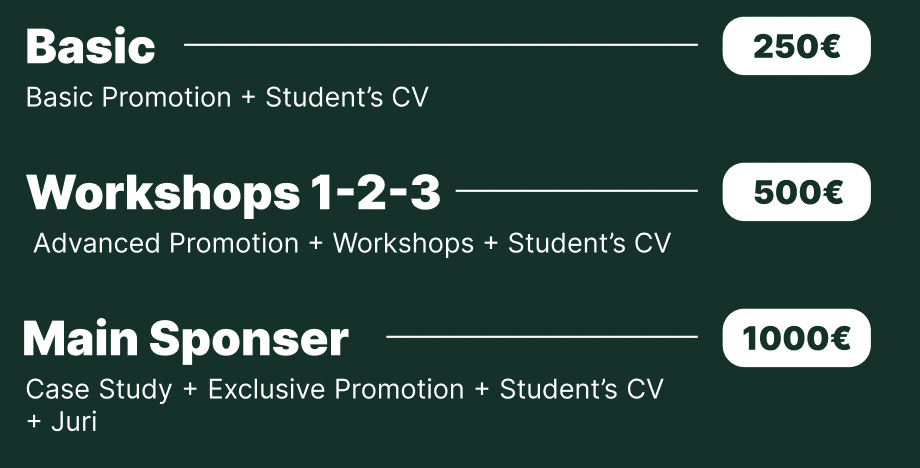 Basic 250€
Basic Promotion + Student’s CV
Workshops 1-2-3 500€
Advanced Promotion + Workshops + Student’s CV
Main Sponser 1000€
Case Study + Exclusive Promotion + Student’s CV
+ Juri